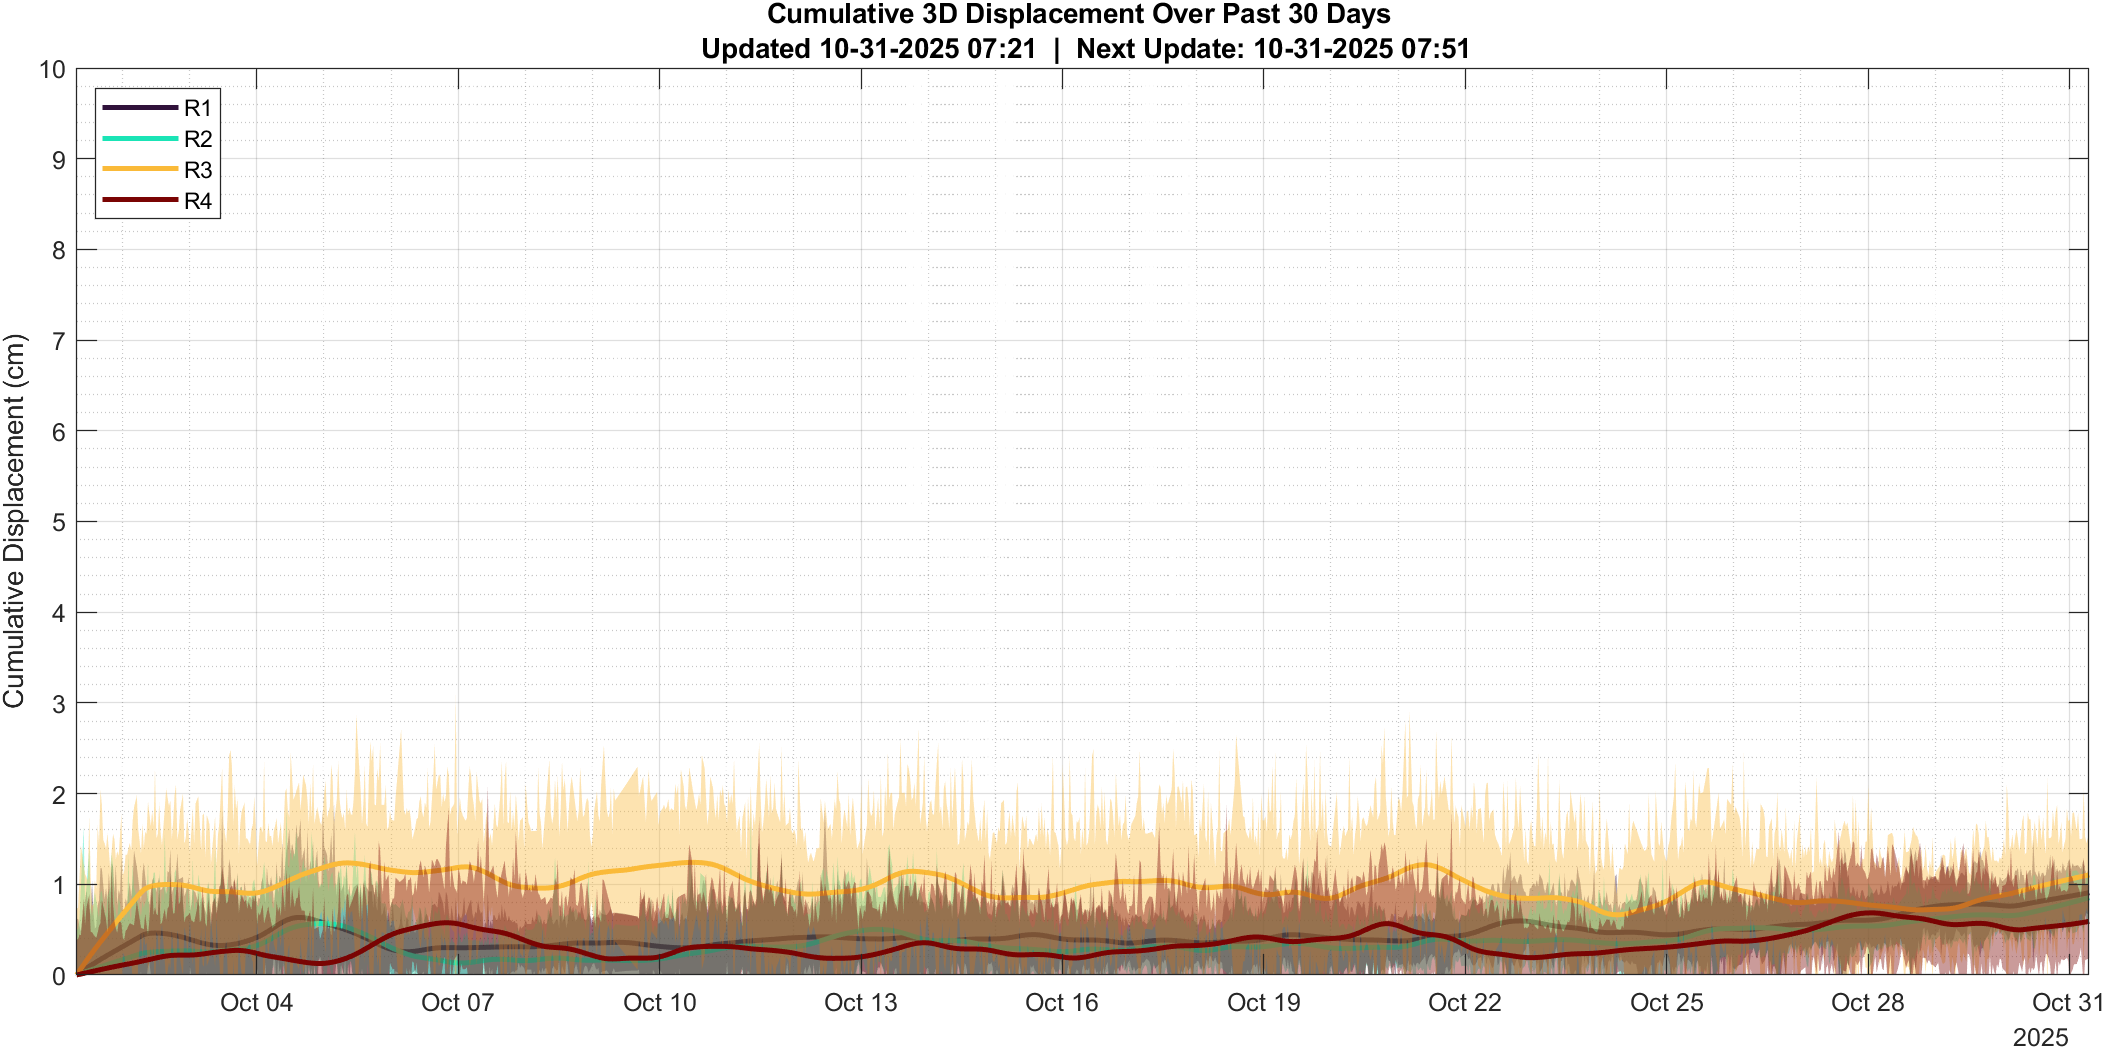 Cumulative 3D Displacement Over Past 30 Days
Updated 10-31-2025 07:21 | Next Update: 10-31-2025 07:51
R1
R2
R3
R4
Cumulative Displacement (cm)
10
9
8
7
6
5
4
3
2
1
0
Oct 04 Oct 07 Oct 10 Oct 13 Oct 16 Oct 19 Oct 22 Oct 25 Oct 28 Oct 31
2025